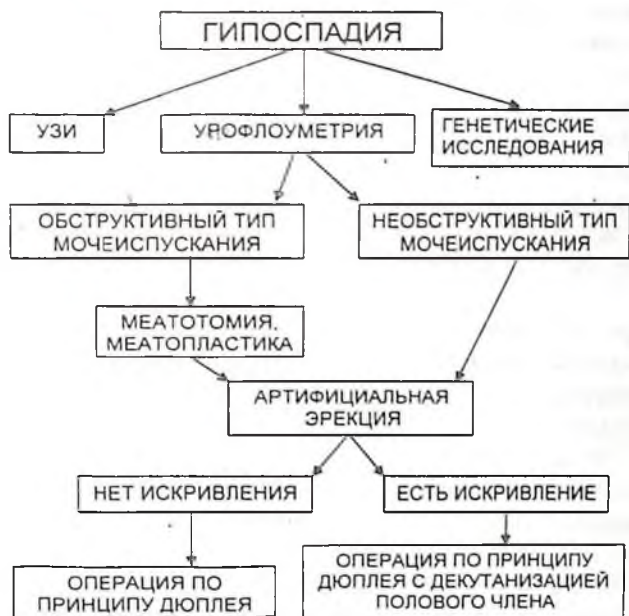 ГИПОСПАДИЯ
УЗИ
УРОФЛОУМЕТРИЯ
ГЕНЕТИЧЕСКИЕ
ИССЛЕДОВАНИЯ
ОБСТРУКТИВНЫЙ ТИП
МОЧЕИСПУСКАНИЯ
НЕОБСТРУКТИВНЫЙ ТИП
МОЧЕИСПУСКАНИЯ
МЕАТОТОМИЯ,
МЕАТОПЛАСТИКА
АРТИФИЦИАЛЬНАЯ
ЭРЕКЦИЯ
НЕТ ИСКРИВЛЕНИЯ
ЕСТЬ ИСКРИВЛЕНИЕ
ОПЕРАЦИЯ ПО
ПРИНЦИПУ ДЮПЛЕЯ
ОПЕРАЦИЯ ПО ПРИНЦИПУ
ДЮПЛЕЯ С ДЕКУТАНИЗАЦИЕЙ
ПОЛОВОГО ЧЛЕНА